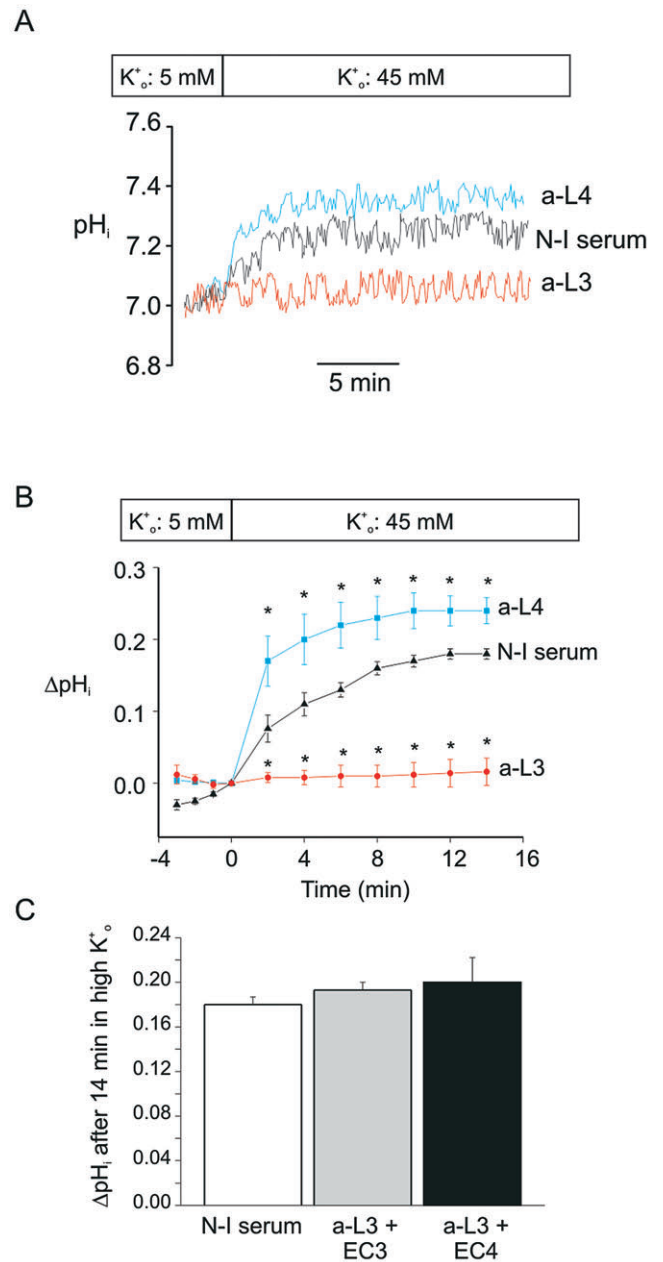 A
K⁺ₒ: 5 mM
K⁺ₒ: 45 mM
7.6
7.4
7.2
7.0
6.8
pHᵢ
a-L4
N-I serum
a-L3
5 min
B
K⁺ₒ: 5 mM
K⁺ₒ: 45 mM
0.3
0.2
0.1
0.0
ΔpHᵢ
* * * * * * *
a-L4
N-I serum
* * * * * * *
a-L3
-4 0 4 8 12 16
Time (min)
C
ΔpHᵢ after 14 min in high K⁺ₒ
0.24
0.20
0.16
0.12
0.08
0.04
0.00
N-I serum
a-L3 +
EC3
a-L3 +
EC4